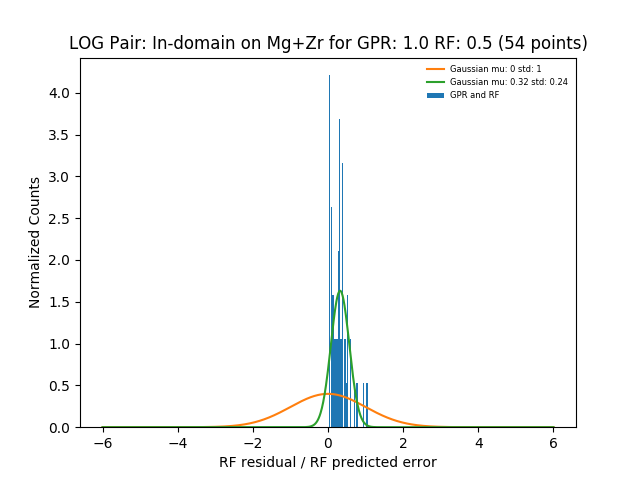 LOG Pair: In-domain on Mg+Zr for GPR: 1.0 RF: 0.5 (54 points)
Gaussian mu: 0 std: 1
Gaussian mu: 0.32 std: 0.24
GPR and RF
Normalized Counts
4.0
3.5
3.0
2.5
2.0
1.5
1.0
0.5
0.0
−6 −4 −2 0 2 4 6
RF residual / RF predicted error